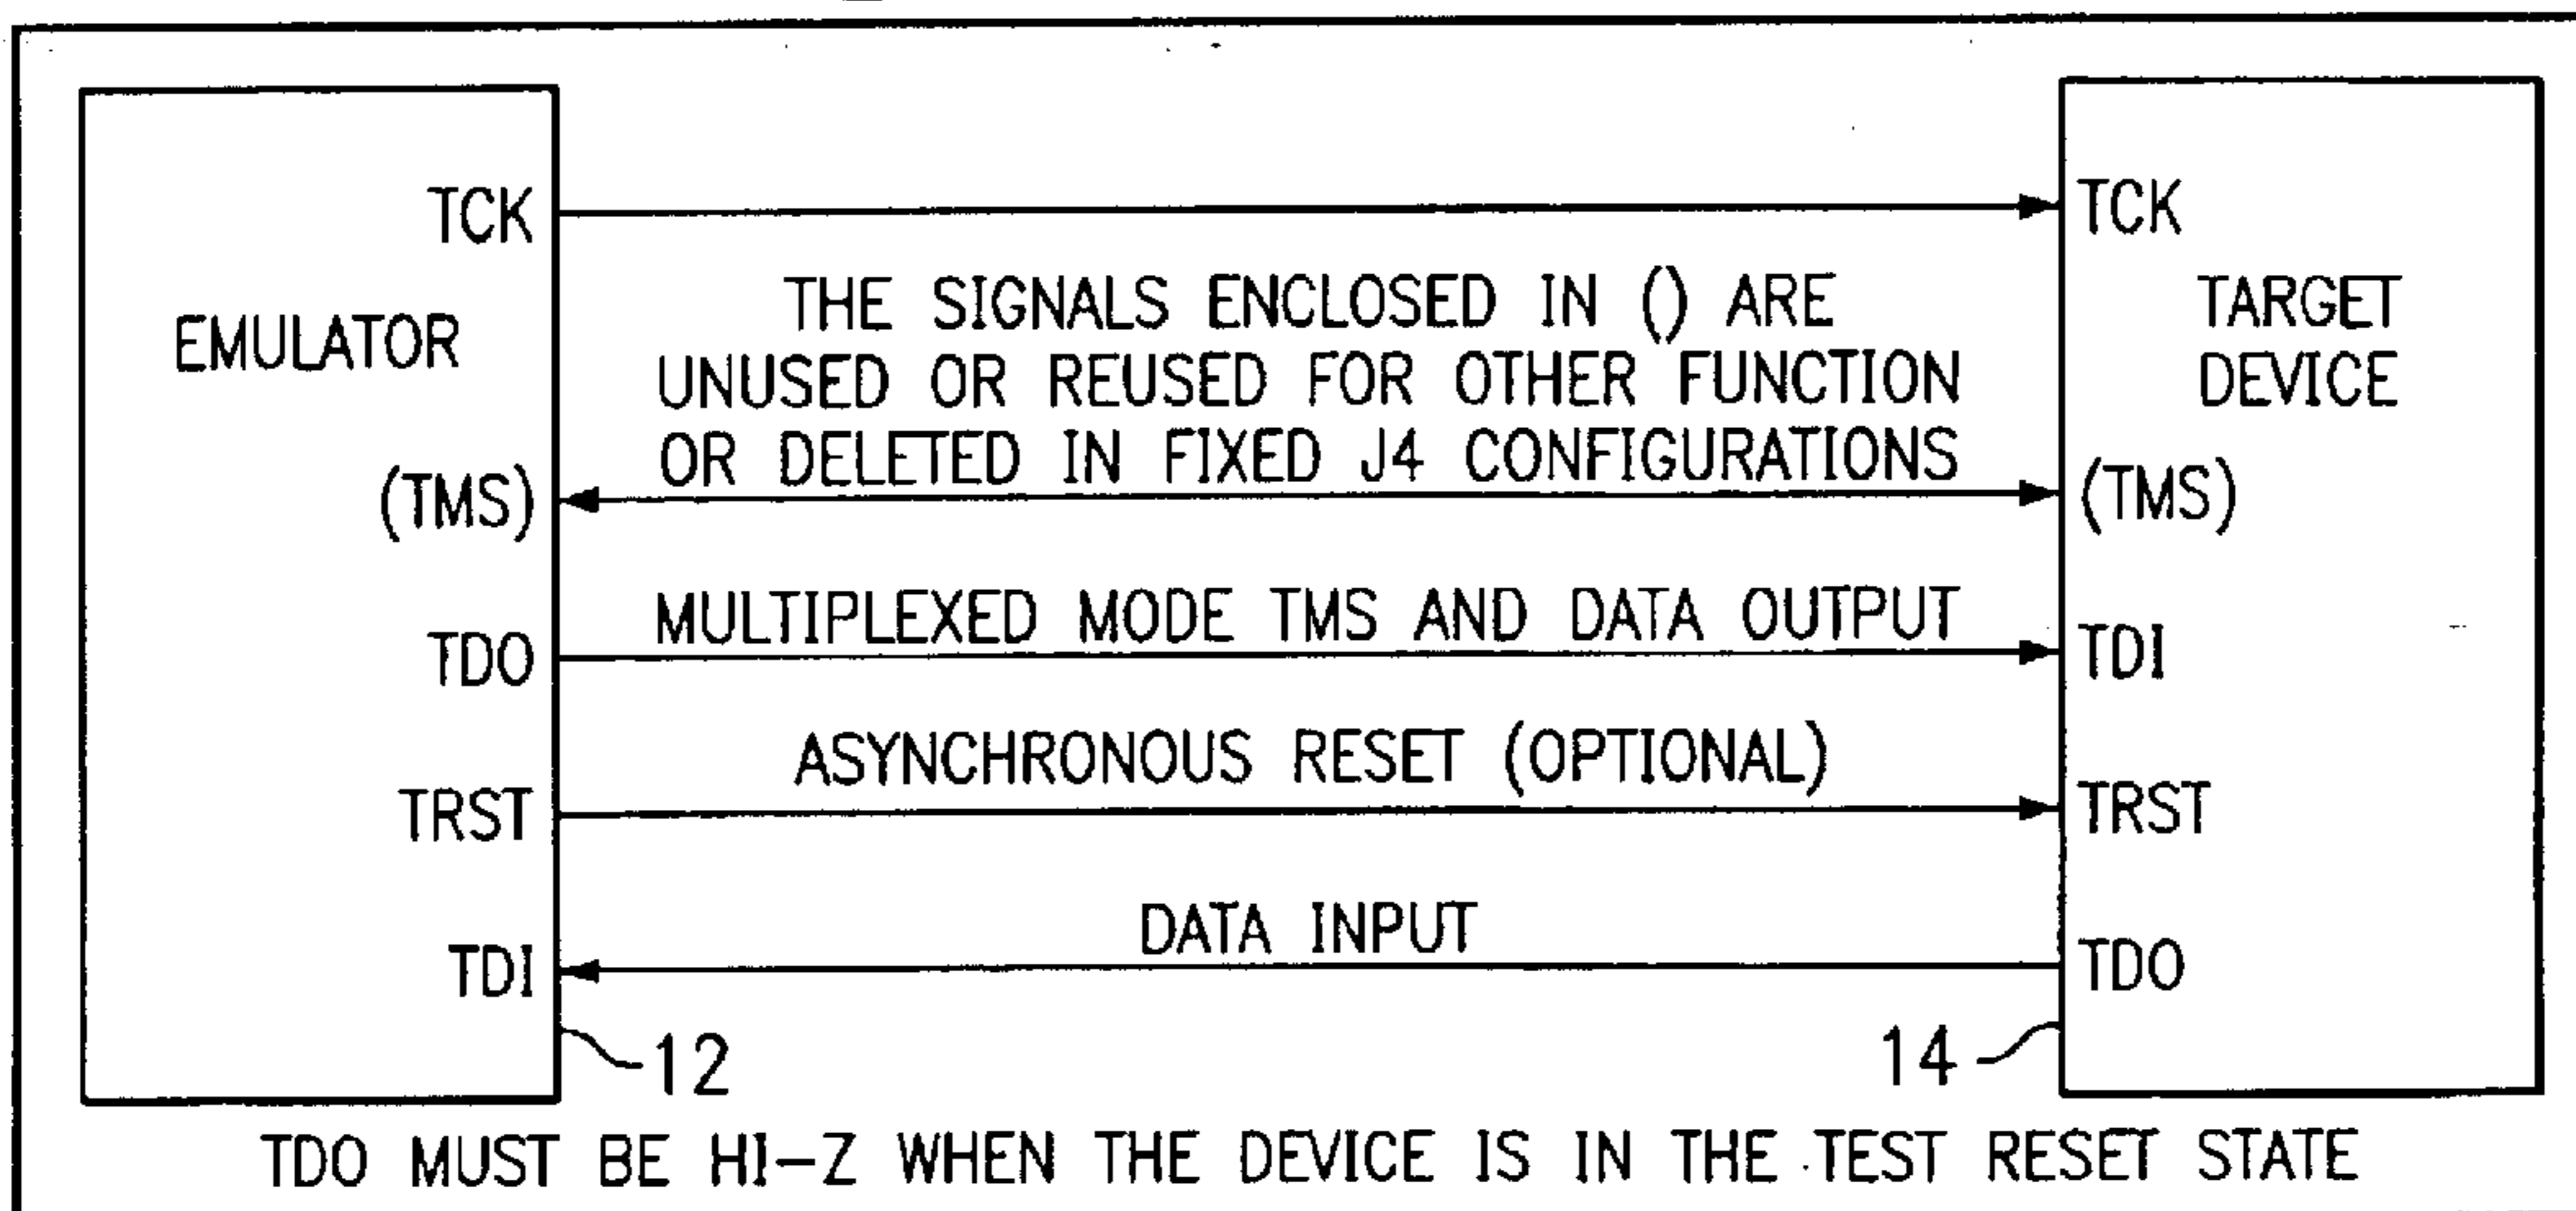 TCK
TCK
EMULATOR
THE SIGNALS ENCLOSED IN () ARE
UNUSED OR REUSED FOR OTHER FUNCTION
OR DELETED IN FIXED J4 CONFIGURATIONS
TARGET
DEVICE
(TMS)
(TMS)
TDO
MULTIPLEXED MODE TMS AND DATA OUTPUT
TDI
TRST
ASYNCHRONOUS RESET (OPTIONAL)
TRST
TDI
DATA INPUT
TDO
12
14
TDO MUST BE HI-Z WHEN THE DEVICE IS IN THE TEST RESET STATE